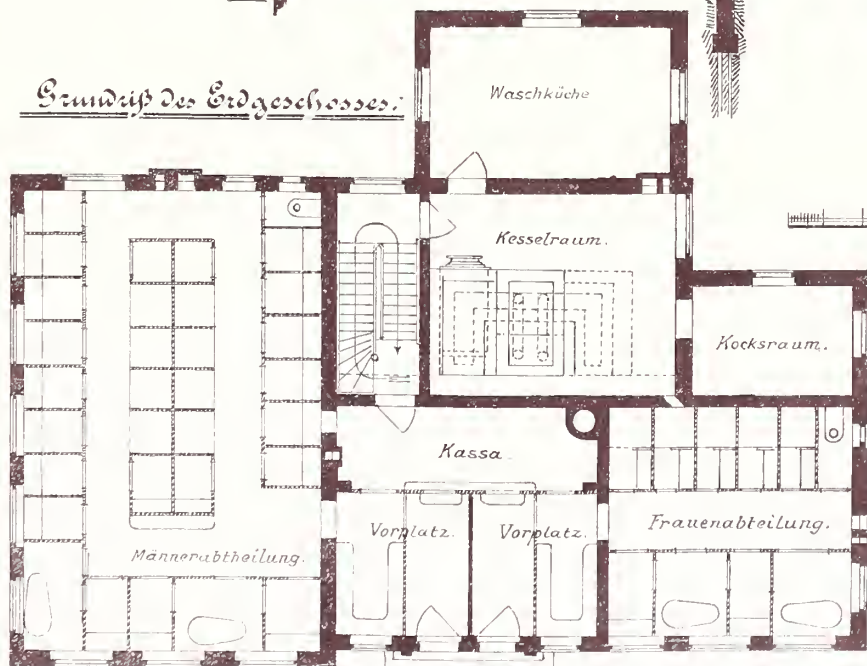 Grundriß des Erdgeschosses.
Waschküche
Kesselraum.
Kocksraum.
Kassa.
Vorplatz.
Vorplatz.
Frauenabteilung.
Männerabtheilung.